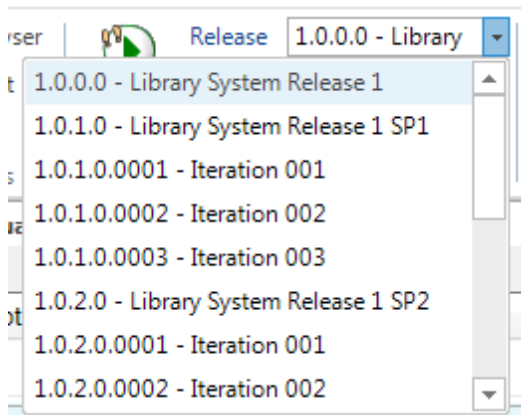 ser Release 1.0.0.0 - Library
t
1.0.0.0 - Library System Release 1
1.0.1.0 - Library System Release 1 SP1
1.0.1.0.0001 - Iteration 001
s
1.0.1.0.0002 - Iteration 002
1.0.1.0.0003 - Iteration 003
1.0.2.0 - Library System Release 1 SP2
ot
1.0.2.0.0001 - Iteration 001
1.0.2.0.0002 - Iteration 002